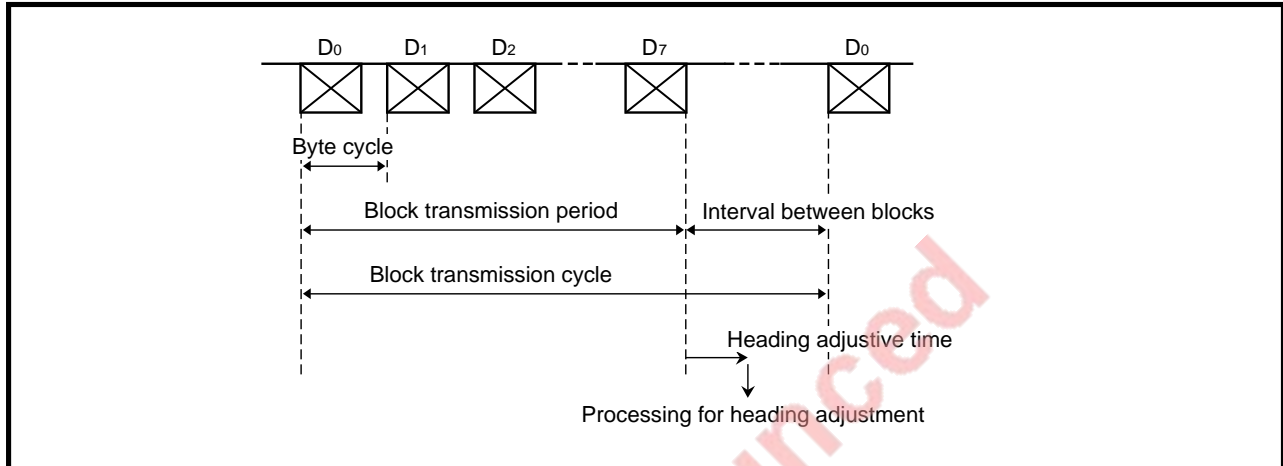 D0 D1 D2 D7 D0
Byte cycle
Block transmission period Interval between blocks
Block transmission cycle
Heading adjustive time
Processing for heading adjustment
unced